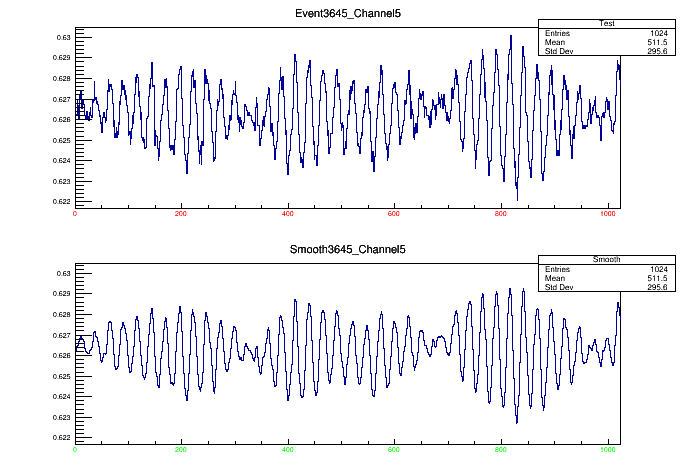 Event3645_Channel5
Test
Entries 1024
Mean 511.5
Std Dev 295.6
0.63
0.629
0.628
0.627
0.626
0.625
0.624
0.623
0.622
0 200 400 600 800 1000
Smooth3645_Channel5
Smooth
Entries 1024
Mean 511.5
Std Dev 295.6
0.63
0.629
0.628
0.627
0.626
0.625
0.624
0.623
0.622
0 200 400 600 800 1000